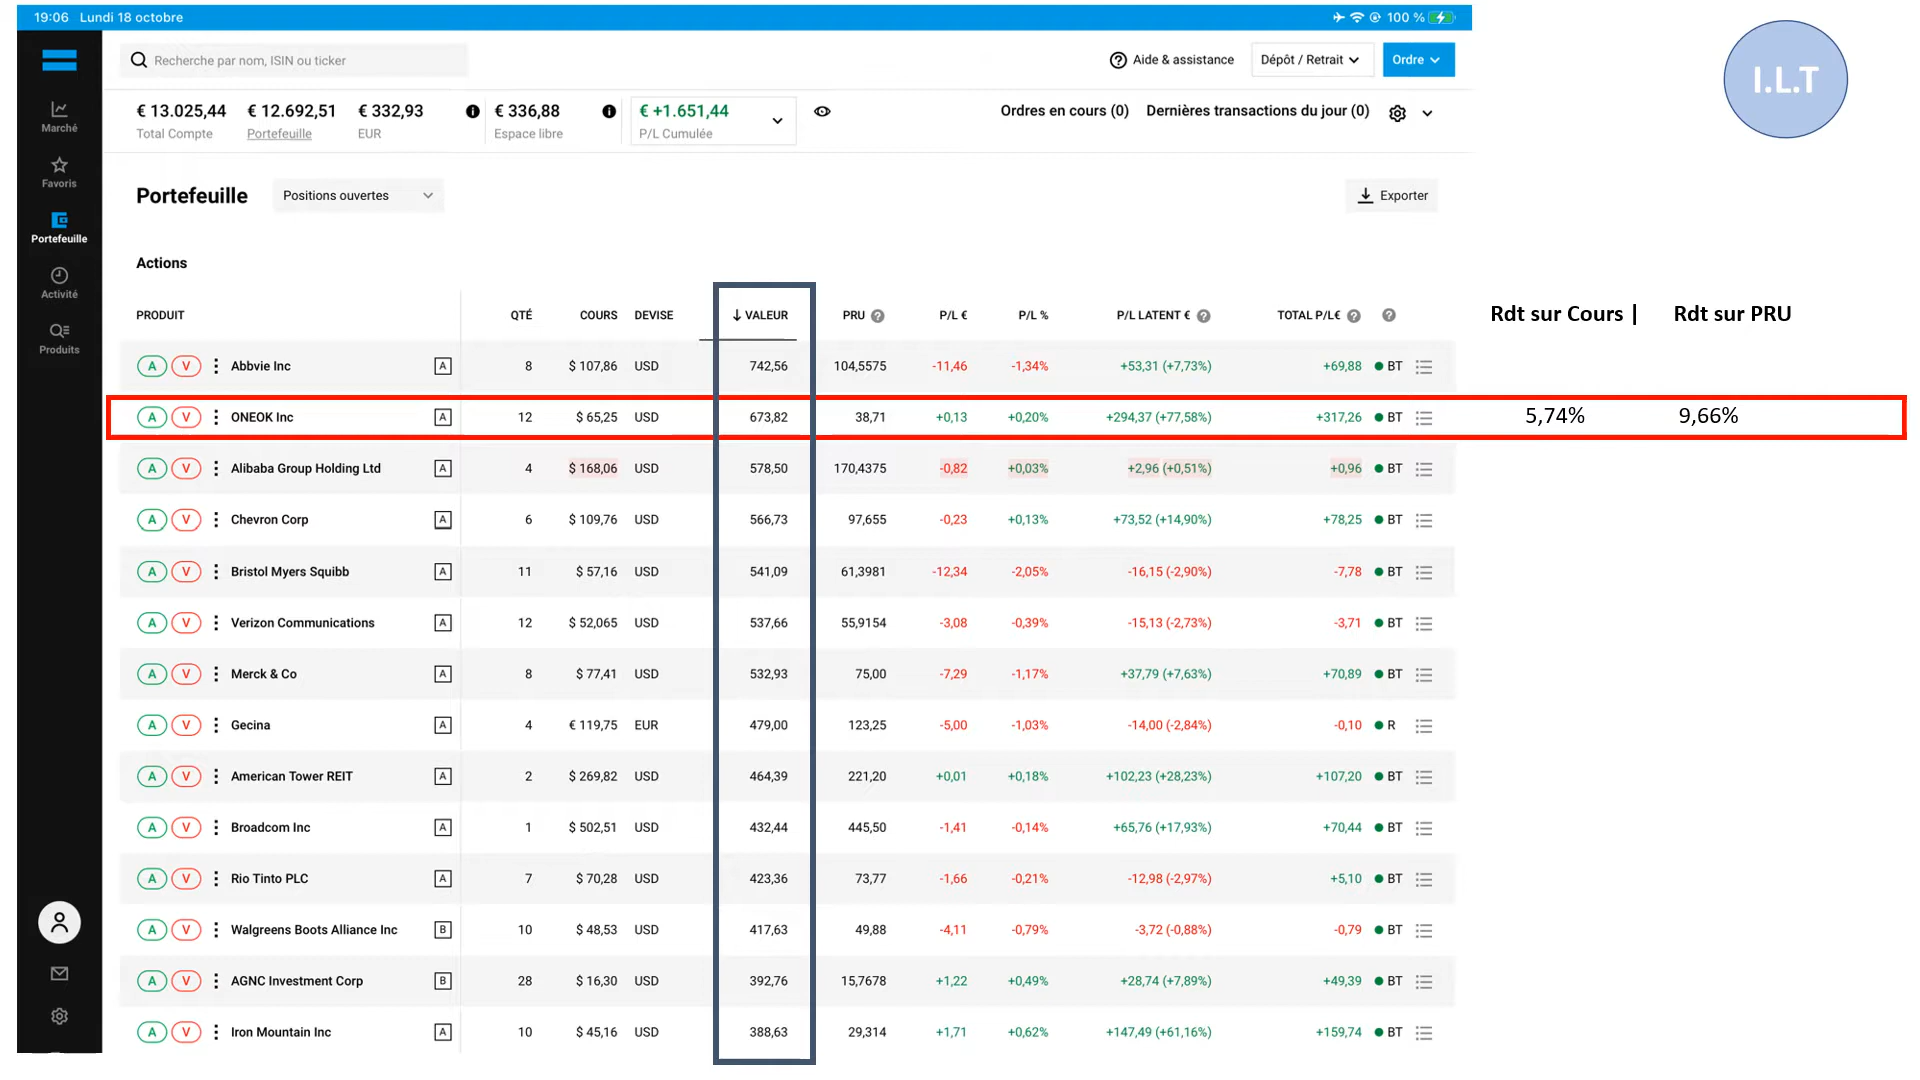 19:06 Lundi 18 octobre
100 %
I.L.T
Recherche par nom, ISIN ou ticker
Aide & assistance
Dépôt / Retrait
Ordre
€ 13.025,44 € 12.692,51 € 332,93 € 336,88 € +1.651,44
Total Compte Portefeuille EUR Espace libre P/L Cumulée
Ordres en cours (0) Dernières transactions du jour (0)
Marché
Favoris
Portefeuille
Activité
Produits
Portefeuille Positions ouvertes Exporter
Actions
PRODUIT QTÉ COURS DEVISE VALEUR PRU P/L € P/L % P/L LATENT € TOTAL P/L€ Rdt sur Cours | Rdt sur PRU
A V Abbvie Inc A 8 $ 107,86 USD 742,56 104,5575 -11,46 -1,34% +53,31 (+7,73%) +69,88 BT
A V ONEOK Inc A 12 $ 65,25 USD 673,82 38,71 +0,13 +0,20% +294,37 (+77,58%) +317,26 BT 5,74% 9,66%
A V Alibaba Group Holding Ltd A 4 $ 168,06 USD 578,50 170,4375 -0,82 +0,03% +2,96 (+0,51%) +0,96 BT
A V Chevron Corp A 6 $ 109,76 USD 566,73 97,655 -0,23 +0,13% +73,52 (+14,90%) +78,25 BT
A V Bristol Myers Squibb A 11 $ 57,16 USD 541,09 61,3981 -12,34 -2,05% -16,15 (-2,90%) -7,78 BT
A V Verizon Communications A 12 $ 52,065 USD 537,66 55,9154 -3,08 -0,39% -15,13 (-2,73%) -3,71 BT
A V Merck & Co A 8 $ 77,41 USD 532,93 75,00 -7,29 -1,17% +37,79 (+7,63%) +70,89 BT
A V Gecina A 4 € 119,75 EUR 479,00 123,25 -5,00 -1,03% -14,00 (-2,84%) -0,10 R
A V American Tower REIT A 2 $ 269,82 USD 464,39 221,20 +0,01 +0,18% +102,23 (+28,23%) +107,20 BT
A V Broadcom Inc A 1 $ 502,51 USD 432,44 445,50 -1,41 -0,14% +65,76 (+17,93%) +70,44 BT
A V Rio Tinto PLC A 7 $ 70,28 USD 423,36 73,77 -1,66 -0,21% -12,98 (-2,97%) +5,10 BT
A V Walgreens Boots Alliance Inc B 10 $ 48,53 USD 417,63 49,88 -4,11 -0,79% -3,72 (-0,88%) -0,79 BT
A V AGNC Investment Corp B 28 $ 16,30 USD 392,76 15,7678 +1,22 +0,49% +28,74 (+7,89%) +49,39 BT
A V Iron Mountain Inc A 10 $ 45,16 USD 388,63 29,314 +1,71 +0,62% +147,49 (+61,16%) +159,74 BT